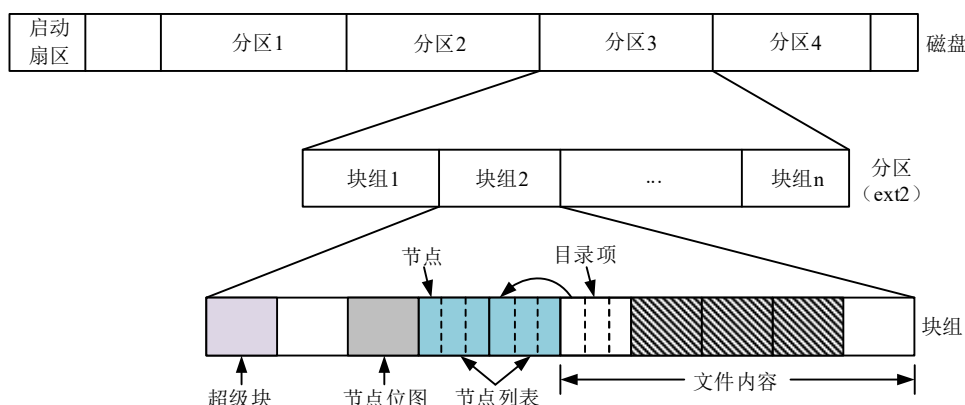 启动
扇区
分区1
分区2
分区3
分区4
磁盘
块组1
块组2
...
块组n
分区
（ext2）
节点
目录项
块组
超级块
节点位图
节点列表
文件内容